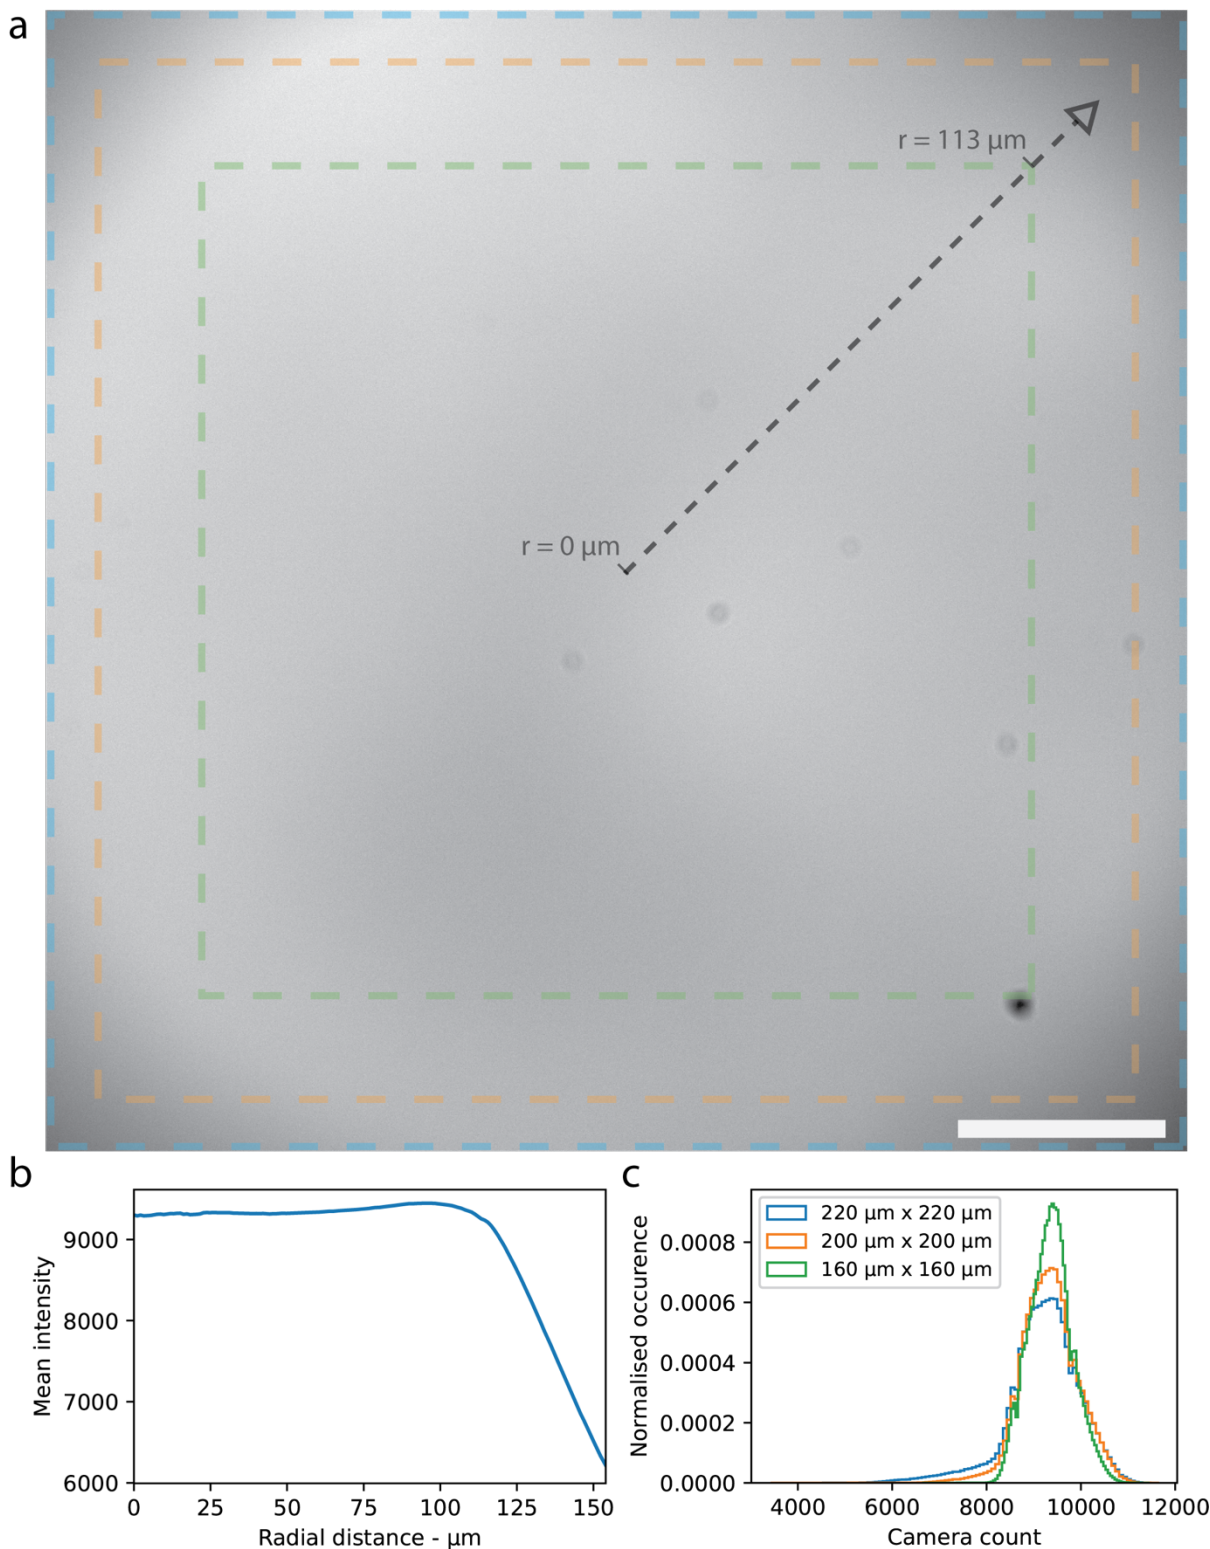 a
r = 113 µm
r = 0 µm
b
c
9000
8000
7000
6000
Mean intensity
0 25 50 75 100 125 150
Radial distance - µm
220 µm x 220 µm
200 µm x 200 µm
160 µm x 160 µm
0.0008
0.0006
0.0004
0.0002
0.0000
Normalised occurence
4000 6000 8000 10000 12000
Camera count